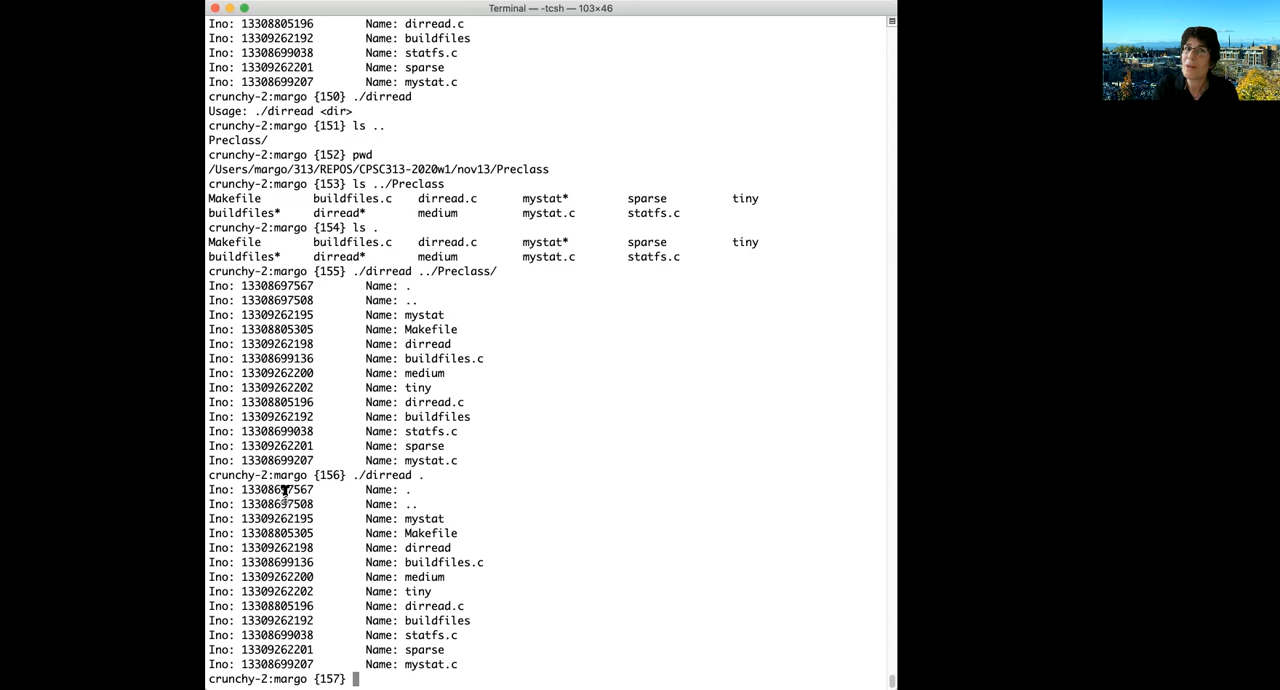 Terminal — -tcsh — 103×46
Ino: 13308805196 Name: dirread.c
Ino: 13309262192 Name: buildfiles
Ino: 13308699038 Name: statfs.c
Ino: 13309262201 Name: sparse
Ino: 13308699207 Name: mystat.c
crunchy-2:margo {150} ./dirread
Usage: ./dirread <dir>
crunchy-2:margo {151} ls ..
Preclass/
crunchy-2:margo {152} pwd
/Users/margo/313/REPOS/CPSC313-2020w1/nov13/Preclass
crunchy-2:margo {153} ls ../Preclass
Makefile buildfiles.c dirread.c mystat* sparse tiny
buildfiles* dirread* medium mystat.c statfs.c
crunchy-2:margo {154} ls .
Makefile buildfiles.c dirread.c mystat* sparse tiny
buildfiles* dirread* medium mystat.c statfs.c
crunchy-2:margo {155} ./dirread ../Preclass/
Ino: 13308697567 Name: .
Ino: 13308697508 Name: ..
Ino: 13309262195 Name: mystat
Ino: 13308805305 Name: Makefile
Ino: 13309262198 Name: dirread
Ino: 13308699136 Name: buildfiles.c
Ino: 13309262200 Name: medium
Ino: 13309262202 Name: tiny
Ino: 13308805196 Name: dirread.c
Ino: 13309262192 Name: buildfiles
Ino: 13308699038 Name: statfs.c
Ino: 13309262201 Name: sparse
Ino: 13308699207 Name: mystat.c
crunchy-2:margo {156} ./dirread .
Ino: 13308697567 Name: .
Ino: 13308697508 Name: ..
Ino: 13309262195 Name: mystat
Ino: 13308805305 Name: Makefile
Ino: 13309262198 Name: dirread
Ino: 13308699136 Name: buildfiles.c
Ino: 13309262200 Name: medium
Ino: 13309262202 Name: tiny
Ino: 13308805196 Name: dirread.c
Ino: 13309262192 Name: buildfiles
Ino: 13308699038 Name: statfs.c
Ino: 13309262201 Name: sparse
Ino: 13308699207 Name: mystat.c
crunchy-2:margo {157}